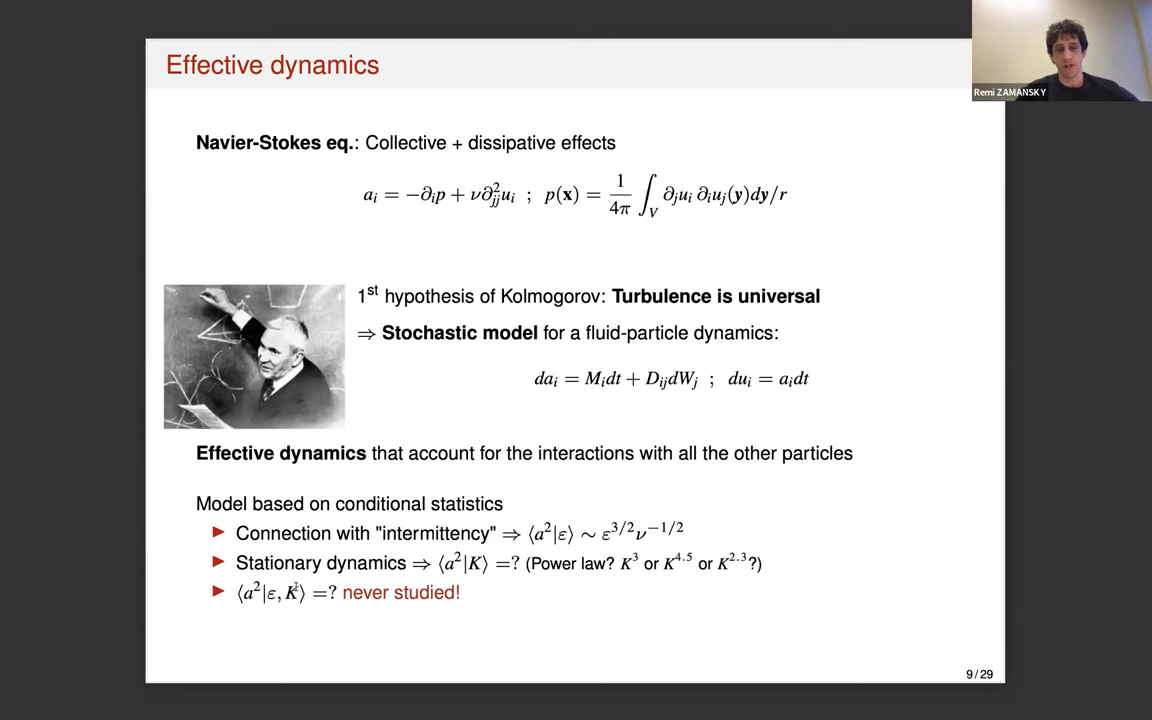 Effective dynamics
Remi ZAMANSKY
Navier-Stokes eq.: Collective + dissipative effects
a_i = −∂_i p + ν∂²_jj u_i ; p(x) = 1/4π ∫_V ∂_j u_i ∂_i u_j(y)dy/r
1st hypothesis of Kolmogorov: Turbulence is universal
⇒ Stochastic model for a fluid-particle dynamics:
da_i = M_i dt + D_ij dW_j ; du_i = a_i dt
Effective dynamics that account for the interactions with all the other particles
Model based on conditional statistics
► Connection with "intermittency" ⇒ ⟨a²|ε⟩ ∼ ε^{3/2}ν^{−1/2}
► Stationary dynamics ⇒ ⟨a²|K⟩ =? (Power law? K³ or K^{4.5} or K^{2.3}?)
► ⟨a²|ε, K⟩ =? never studied!
9 / 29